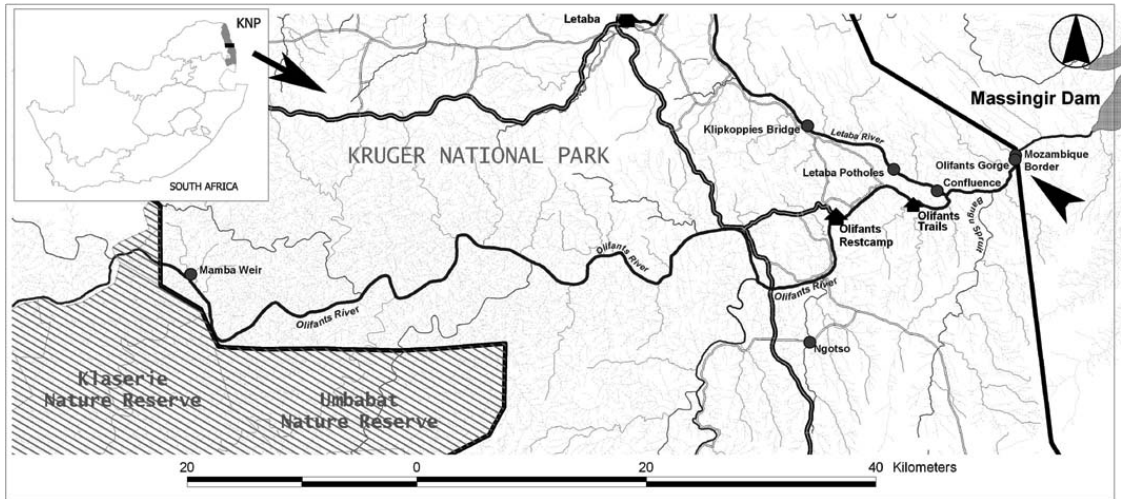 KNP
SOUTH AFRICA
Letaba
Massingir Dam
Klipkoppies Bridge
Letaba River
KRUGER NATIONAL PARK
Olifants Gorge
Mozambique
Border
Letaba Potholes
Confluence
Olifants
Trails
Bangu Spruit
Olifants
Restcamp
Olifants River
Mamba Weir
Olifants River
Olifants River
Ngotso
Klaserie
Nature Reserve
Umbabat
Nature Reserve
20 0 20 40 Kilometers